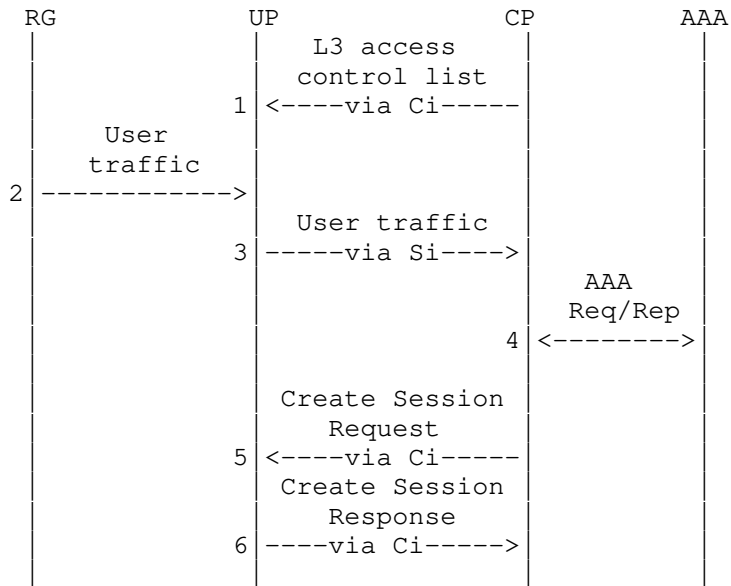 RG UP CP AAA
L3 access
control list
1 <----via Ci-----
User
traffic
2 ------------>
User traffic
3 -----via Si---->
AAA
Req/Rep
4 <-------->
Create Session
Request
5 <----via Ci-----
Create Session
Response
6 ----via Ci----->